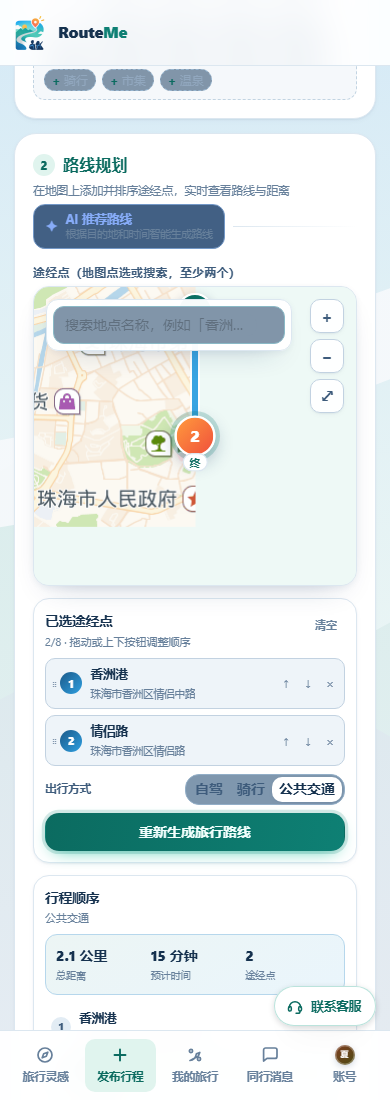 RouteMe
+ 骑行 + 市集 + 温泉
2 路线规划
在地图上添加并排序途经点，实时查看路线与距离
AI 推荐路线
根据目的地和时间智能生成路线
途经点（地图点选或搜索，至少两个）
搜索地点名称，例如「香洲...
+
−
货
2
终
珠海市人民政府
已选途经点
清空
2/8 · 拖动或上下按钮调整顺序
1 香洲港 ↑ ↓ ×
珠海市香洲区情侣中路
2 情侣路 ↑ ↓ ×
珠海市香洲区情侣路
出行方式 自驾 骑行 公共交通
重新生成旅行路线
行程顺序
公共交通
2.1 公里 15 分钟 2
总距离 预计时间 途经点
联系客服
1 香洲港
夏
旅行灵感 发布行程 我的旅行 同行消息 账号